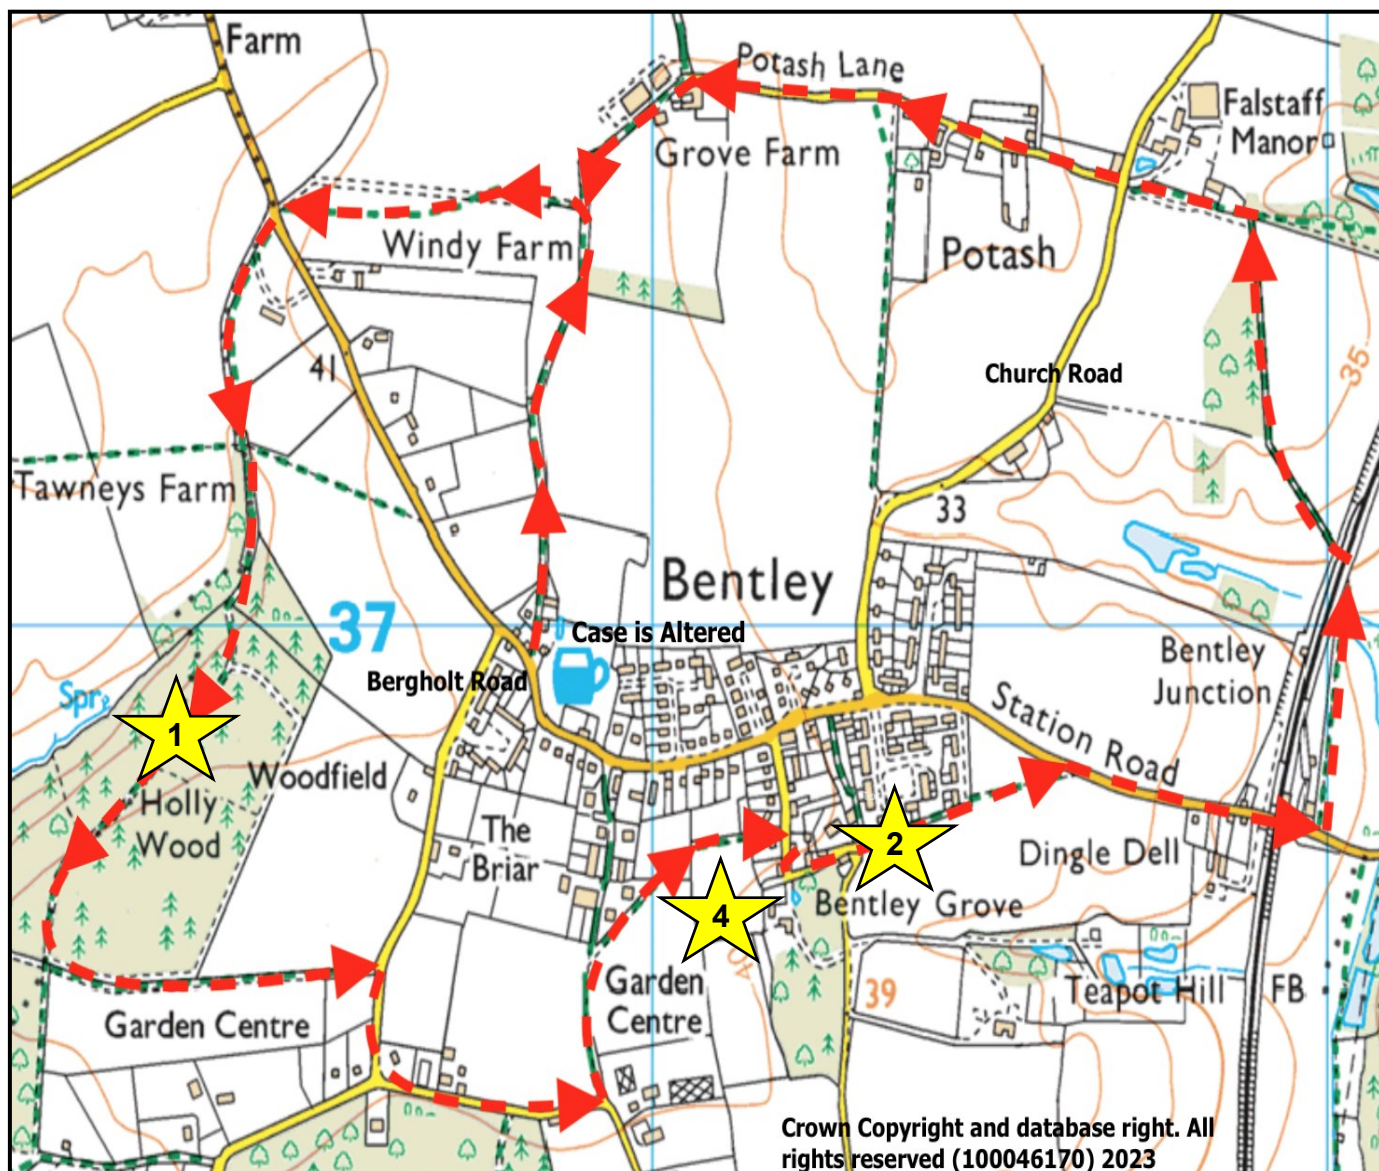 Farm
Potash Lane
Falstaff
Manor
Grove Farm
Windy Farm
Potash
Church Road
41
35
Tawneys Farm
33
Bentley
37
Case is Altered
Bergholt Road
Bentley
Junction
Spr
1
Station Road
Woodfield
Holly
Wood
The
Briar
2
Dingle Dell
4
Bentley Grove
40
Garden
Centre
39
Teapot Hill
FB
Garden Centre
Crown Copyright and database right. All
rights reserved (100046170) 2023